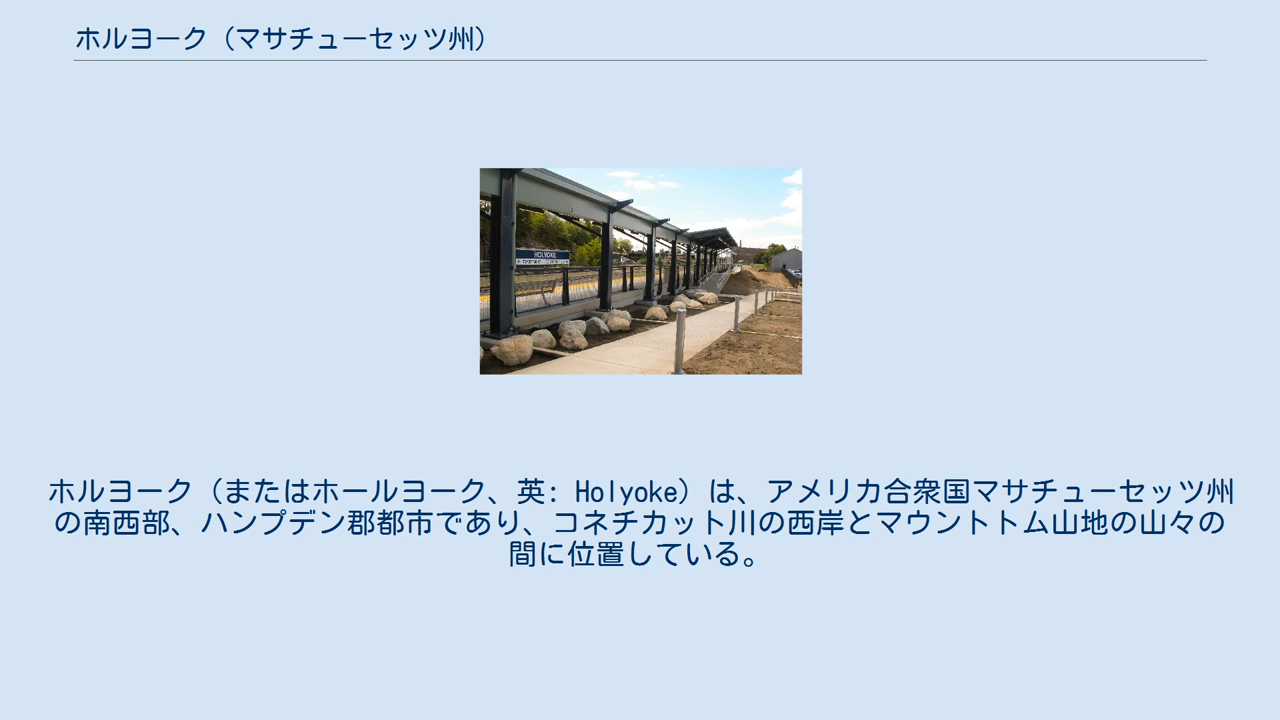 ホルヨーク（マサチューセッツ州）
HOLYOKE
ホルヨーク（またはホールヨーク、英: Holyoke）は、アメリカ合衆国マサチューセッツ州
の南西部、ハンプデン郡都市であり、コネチカット川の西岸とマウントトム山地の山々の
間に位置している。